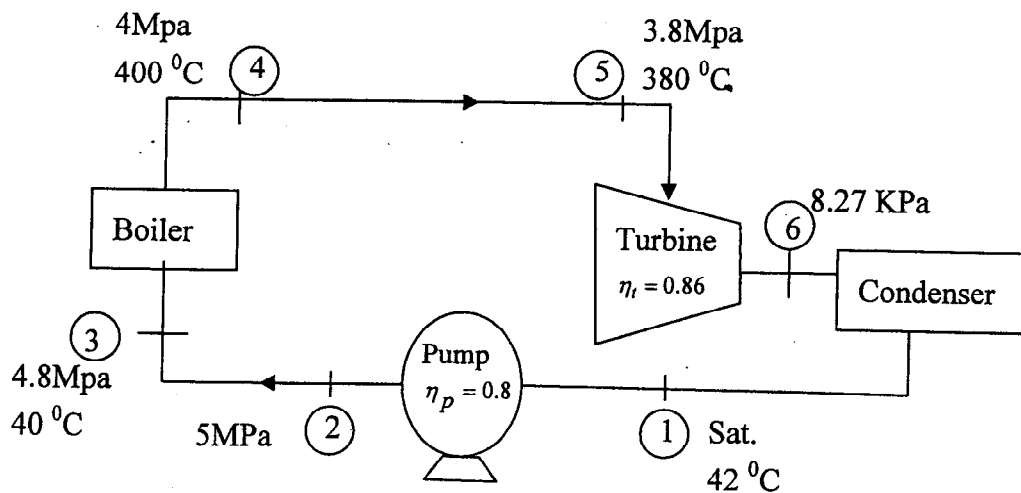 4Mpa
400 ⁰C
4
5
3.8Mpa
380 ⁰C
Boiler
Turbine
ηₜ = 0.86
6
8.27 KPa
Condenser
3
4.8Mpa
40 ⁰C
Pump
ηₚ = 0.8
5MPa
2
1
Sat.
42 ⁰C